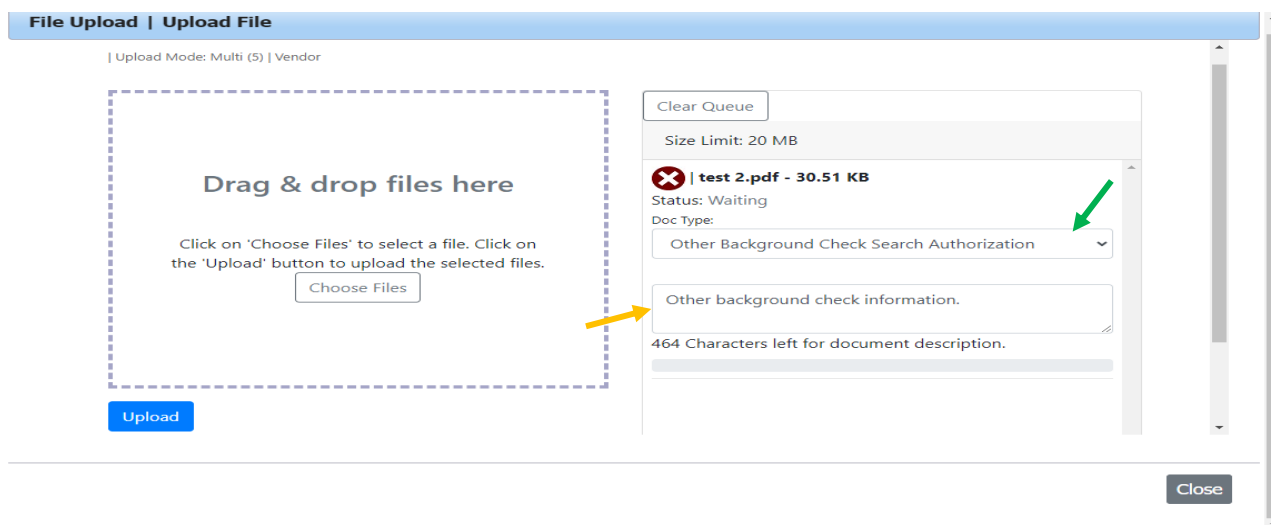 File Upload | Upload File
| Upload Mode: Multi (5) | Vendor
Drag & drop files here
Click on 'Choose Files' to select a file. Click on
the 'Upload' button to upload the selected files.
Choose Files
Upload
Clear Queue
Size Limit: 20 MB
| test 2.pdf - 30.51 KB
Status: Waiting
Doc Type:
Other Background Check Search Authorization
Other background check information.
464 Characters left for document description.
Close